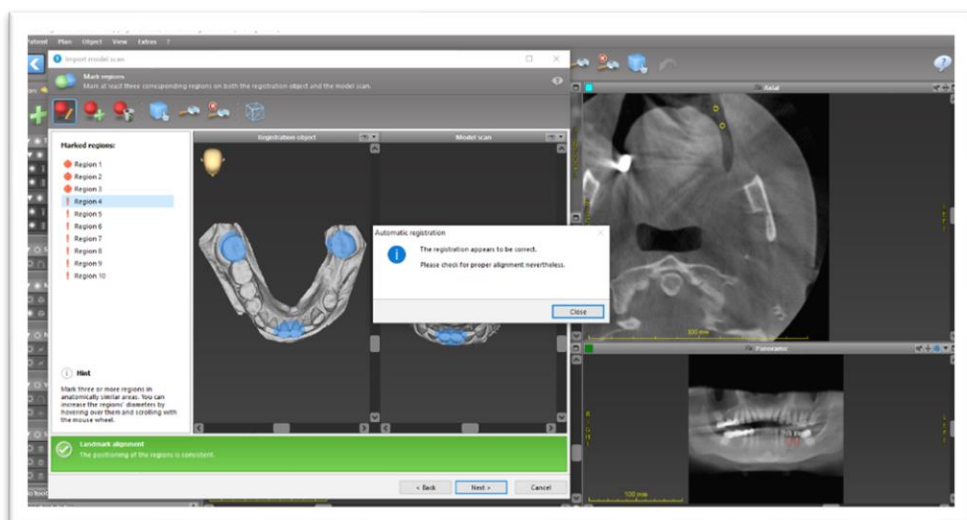 Patient Plan Object View Extras ?
Import model scan
Mark regions
Mark at least three corresponding regions on both the registration object and the model scan.
Marked regions:
Region 1
Region 2
Region 3
Region 4
Region 5
Region 6
Region 7
Region 8
Region 9
Region 10
Hint
Mark three or more regions in
anatomically similar areas. You can
increase the regions' diameters by
hovering over them and scrolling with
the mouse wheel.
Registration object
Model scan
Automatic registration
The registration appears to be correct.
Please check for proper alignment nevertheless.
Close
Landmark alignment
The positioning of the regions is consistent.
< Back
Next >
Cancel
Axial
LEFT
100 mm
Panoramic
RIGHT
LEFT
100 mm